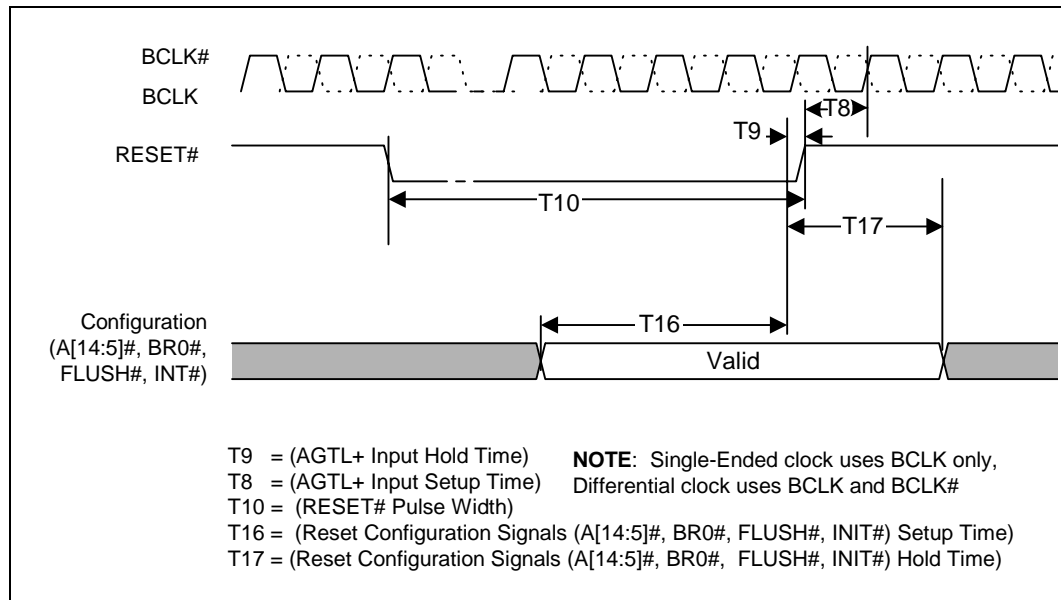 BCLK#
BCLK
T8
T9
RESET#
T10
T17
T16
Configuration
(A[14:5]#, BR0#,
FLUSH#, INT#)
Valid
T9 = (AGTL+ Input Hold Time)
T8 = (AGTL+ Input Setup Time)
T10 = (RESET# Pulse Width)
T16 = (Reset Configuration Signals (A[14:5]#, BR0#, FLUSH#, INIT#) Setup Time)
T17 = (Reset Configuration Signals (A[14:5]#, BR0#, FLUSH#, INIT#) Hold Time)
NOTE: Single-Ended clock uses BCLK only,
Differential clock uses BCLK and BCLK#